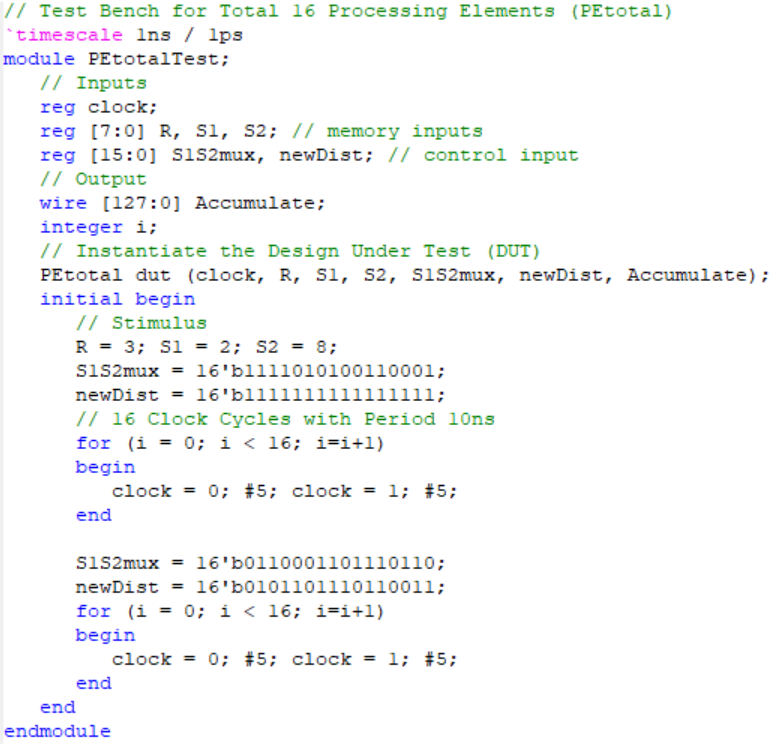 // Test Bench for Total 16 Processing Elements (PEtotal)
`timescale 1ns / 1ps
module PEtotalTest;
// Inputs
reg clock;
reg [7:0] R, S1, S2; // memory inputs
reg [15:0] S1S2mux, newDist; // control input
// Output
wire [127:0] Accumulate;
integer i;
// Instantiate the Design Under Test (DUT)
PEtotal dut (clock, R, S1, S2, S1S2mux, newDist, Accumulate);
initial begin
// Stimulus
R = 3; S1 = 2; S2 = 8;
S1S2mux = 16'b1111010100110001;
newDist = 16'b1111111111111111;
// 16 Clock Cycles with Period 10ns
for (i = 0; i < 16; i=i+1)
begin
clock = 0; #5; clock = 1; #5;
end
S1S2mux = 16'b0110001101110110;
newDist = 16'b0101101110110011;
for (i = 0; i < 16; i=i+1)
begin
clock = 0; #5; clock = 1; #5;
end
end
endmodule